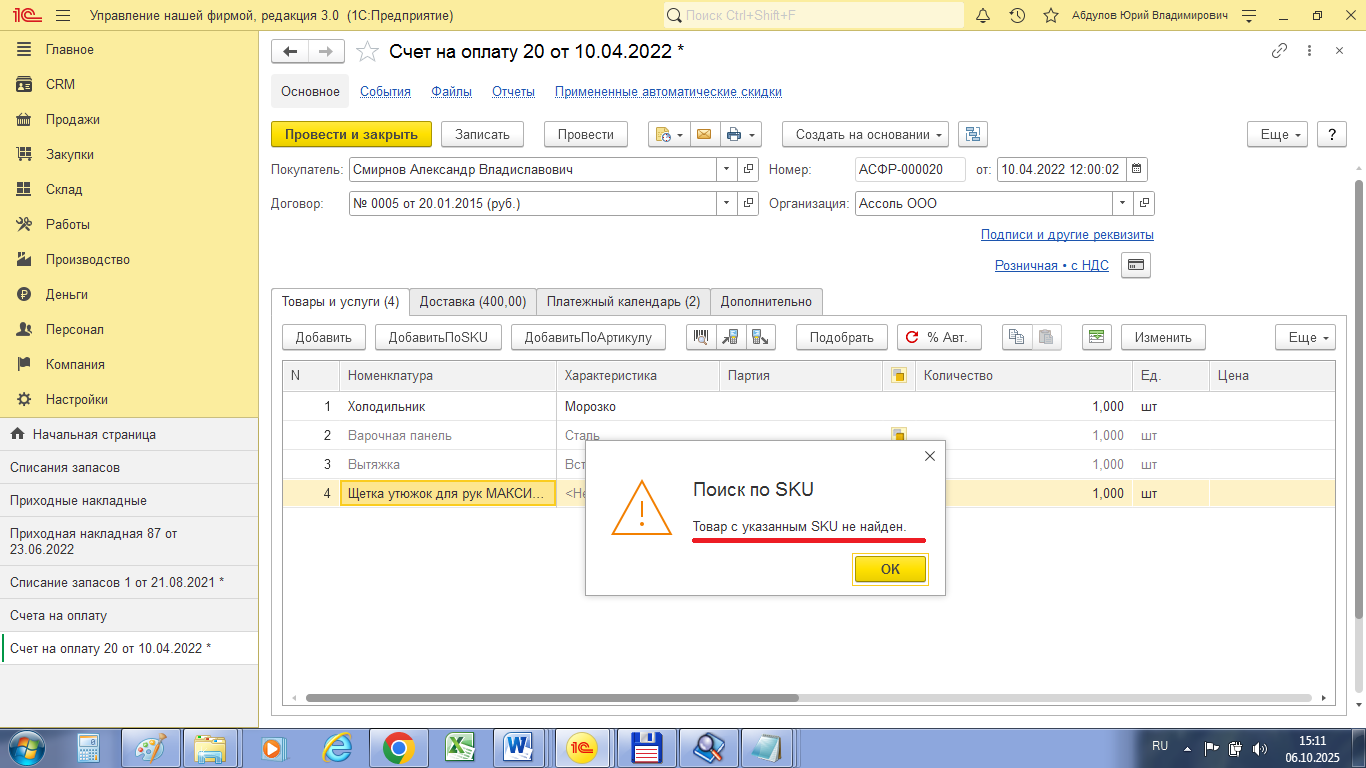 Управление нашей фирмой, редакция 3.0 (1С:Предприятие)
Поиск Ctrl+Shift+F
Абдулов Юрий Владимирович
Главное
CRM
Продажи
Закупки
Склад
Работы
Производство
Деньги
Персонал
Компания
Настройки
Начальная страница
Списания запасов
Приходные накладные
Приходная накладная 87 от
23.06.2022
Списание запасов 1 от 21.08.2021 *
Счета на оплату
Счет на оплату 20 от 10.04.2022 *
Счет на оплату 20 от 10.04.2022 *
Основное События Файлы Отчеты Примененные автоматические скидки
Провести и закрыть Записать Провести Создать на основании Еще ?
Покупатель: Смирнов Александр Владиславович Номер: АСФР-000020 от: 10.04.2022 12:00:02
Договор: № 0005 от 20.01.2015 (руб.) Организация: Ассоль ООО
Подписи и другие реквизиты
Розничная • с НДС
Товары и услуги (4) Доставка (400,00) Платежный календарь (2) Дополнительно
Добавить ДобавитьПоSKU ДобавитьПоАртикулу Подобрать % Авт. Изменить Еще
N Номенклатура Характеристика Партия Количество Ед. Цена
1 Холодильник Морозко 1,000 шт
2 Варочная панель Сталь 1,000 шт
3 Вытяжка Вст 1,000 шт
4 Щетка утюжок для рук МАКСИ... <Не 1,000 шт
Поиск по SKU
Товар с указанным SKU не найден.
OK
RU
15:11
06.10.2025